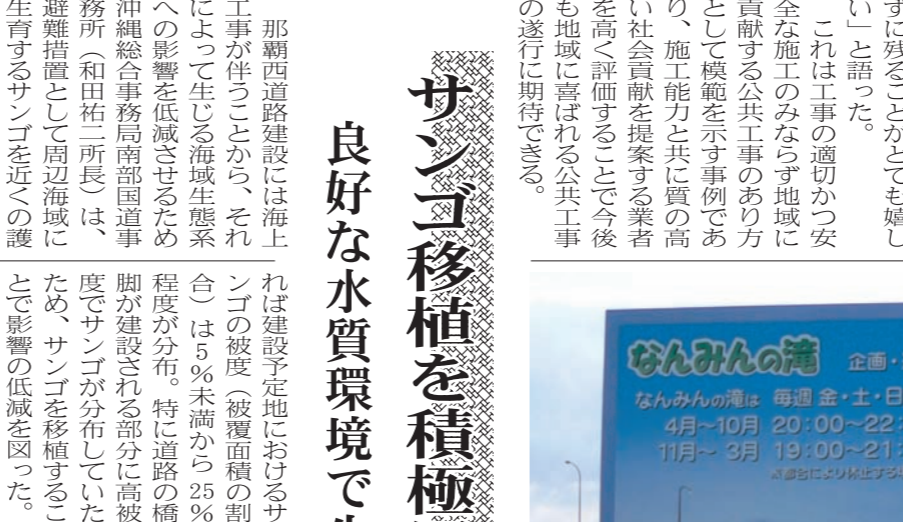 ずに残ることがとても嬉し
い」と語った。
これは工事の適切かつ安
全な施工のみならず地域に
貢献する公共工事のあり方
として模範を示す事例であ
り、施工能力と共に質の高
い社会貢献を提案する業者
を高く評価することで今後
も地域に喜ばれる公共工事
の遂行に期待できる。
サンゴ移植を積極
良好な水質環境で
那覇西道路建設には海上
工事が伴うことから、それ
によって生じる海域生態系
への影響を低減させるため
沖縄総合事務局南部国道事
務所（和田祐二所長）は、
避難措置として周辺海域に
生育するサンゴを近くの護
れば建設予定地におけるサ
ンゴの被度（被覆面積の割
合）は５％未満から25％
程度が分布。特に道路の橋
脚が建設される部分に高被
度でサンゴが分布していた
ため、サンゴを移植するこ
とで影響の低減を図った。
なんみんの滝 企画・
なんみんの滝は 毎週 金・土・日
4月〜10月 20:00〜22:
11月〜 3月 19:00〜21:
※都合により休止する